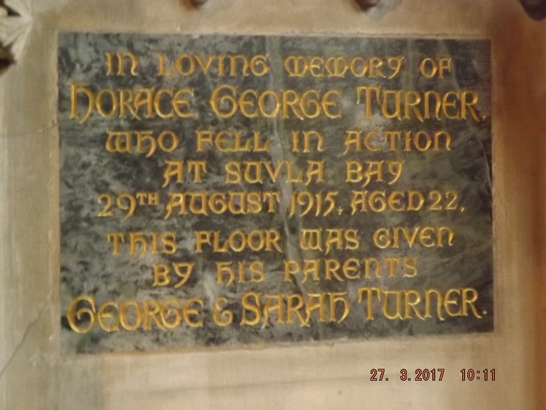 IN LOVING MEMORY OF
HORACE GEORGE TURNER,
WHO FELL IN ACTION
AT SUVLA BAY
29TH AUGUST 1915, AGED 22,
THIS FLOOR WAS GIVEN
BY HIS PARENTS
GEORGE & SARAH TURNER.
27. 3.2017 10:11